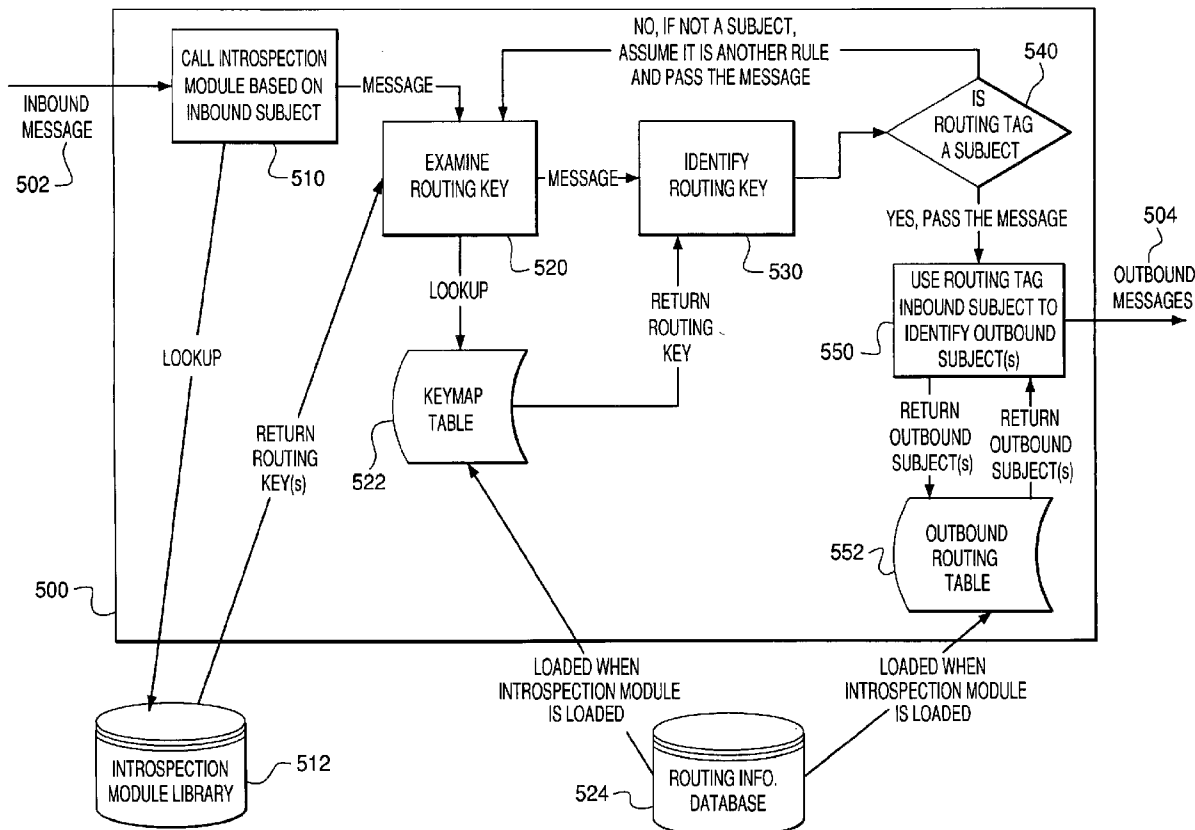 NO, IF NOT A SUBJECT,
ASSUME IT IS ANOTHER RULE
AND PASS THE MESSAGE
540
CALL INTROSPECTION
MODULE BASED ON
INBOUND SUBJECT
MESSAGE
INBOUND
MESSAGE
502
510
EXAMINE
ROUTING KEY
MESSAGE
IDENTIFY
ROUTING KEY
IS
ROUTING TAG
A SUBJECT
520
530
YES, PASS THE MESSAGE
504
OUTBOUND
MESSAGES
LOOKUP
RETURN
ROUTING
KEY
USE ROUTING TAG
INBOUND SUBJECT TO
IDENTIFY OUTBOUND
SUBJECT(s)
550
LOOKUP
KEYMAP
TABLE
522
RETURN
ROUTING
KEY(s)
RETURN
OUTBOUND
SUBJECT(s)
RETURN
OUTBOUND
SUBJECT(s)
OUTBOUND
ROUTING
TABLE
552
500
LOADED WHEN
INTROSPECTION MODULE
IS LOADED
LOADED WHEN
INTROSPECTION MODULE
IS LOADED
INTROSPECTION
MODULE LIBRARY
512
ROUTING INFO.
DATABASE
524